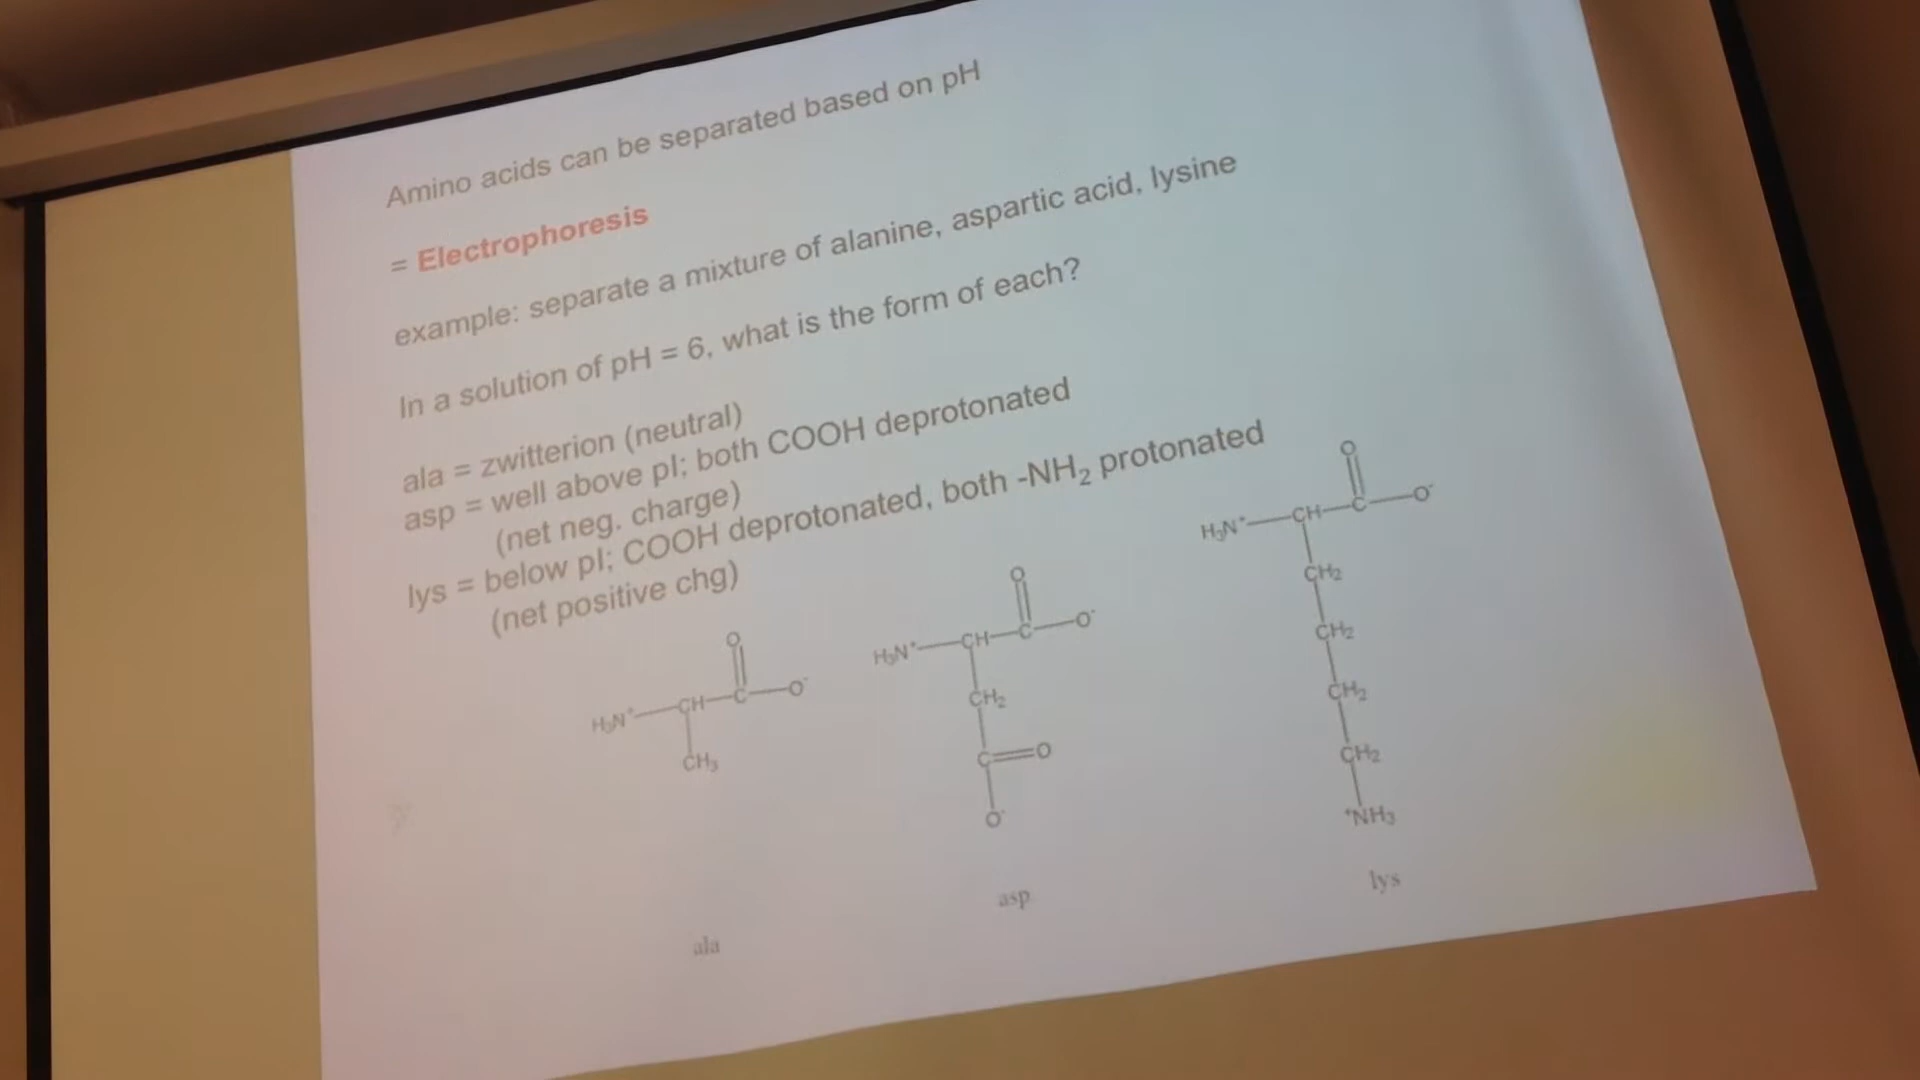 Amino acids can be separated based on pH
= Electrophoresis
example: separate a mixture of alanine, aspartic acid, lysine
In a solution of pH = 6, what is the form of each?
ala = zwitterion (neutral)
asp = well above pI; both COOH deprotonated
(net neg. charge)
lys = below pI; COOH deprotonated, both -NH₂ protonated
(net positive chg)
O
H₃N⁺ CH C O⁻
CH₃
ala
O
H₃N⁺ CH C O⁻
CH₂
C O
O⁻
asp
O
H₃N⁺ CH C O⁻
CH₂
CH₂
CH₂
CH₂
⁺NH₃
lys